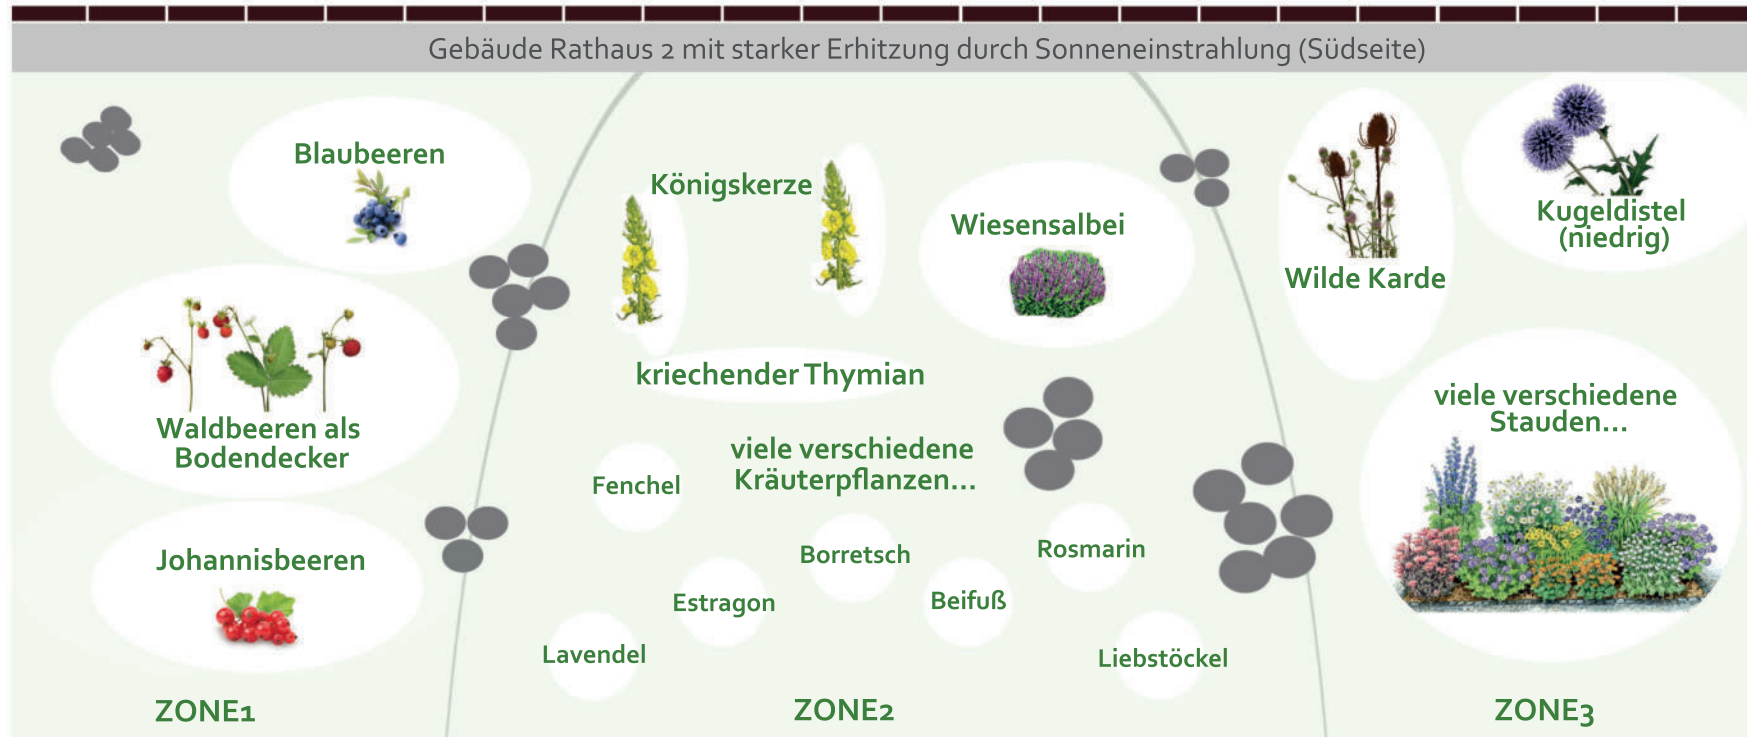 Gebäude Rathaus 2 mit starker Erhitzung durch Sonneneinstrahlung (Südseite)
Blaubeeren
Waldbeeren als
Bodendecker
Johannisbeeren
ZONE1
Königskerze
Wiesensalbei
kriechender Thymian
viele verschiedene
Kräuterpflanzen...
Fenchel
Borretsch
Rosmarin
Estragon
Beifuß
Lavendel
Liebstöckel
ZONE2
Wilde Karde
Kugeldistel
(niedrig)
viele verschiedene
Stauden...
ZONE3